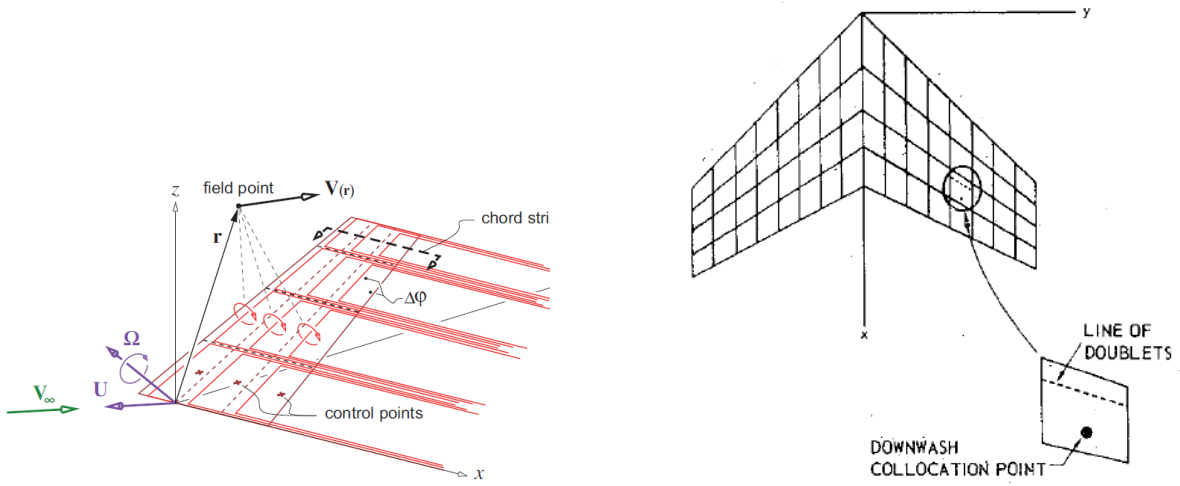 z
field point
V(r)
r
chord stri
Δφ
Ω
U
V∞
control points
x
y
x
LINE OF
DOUBLETS
DOWNWASH
COLLOCATION POINT